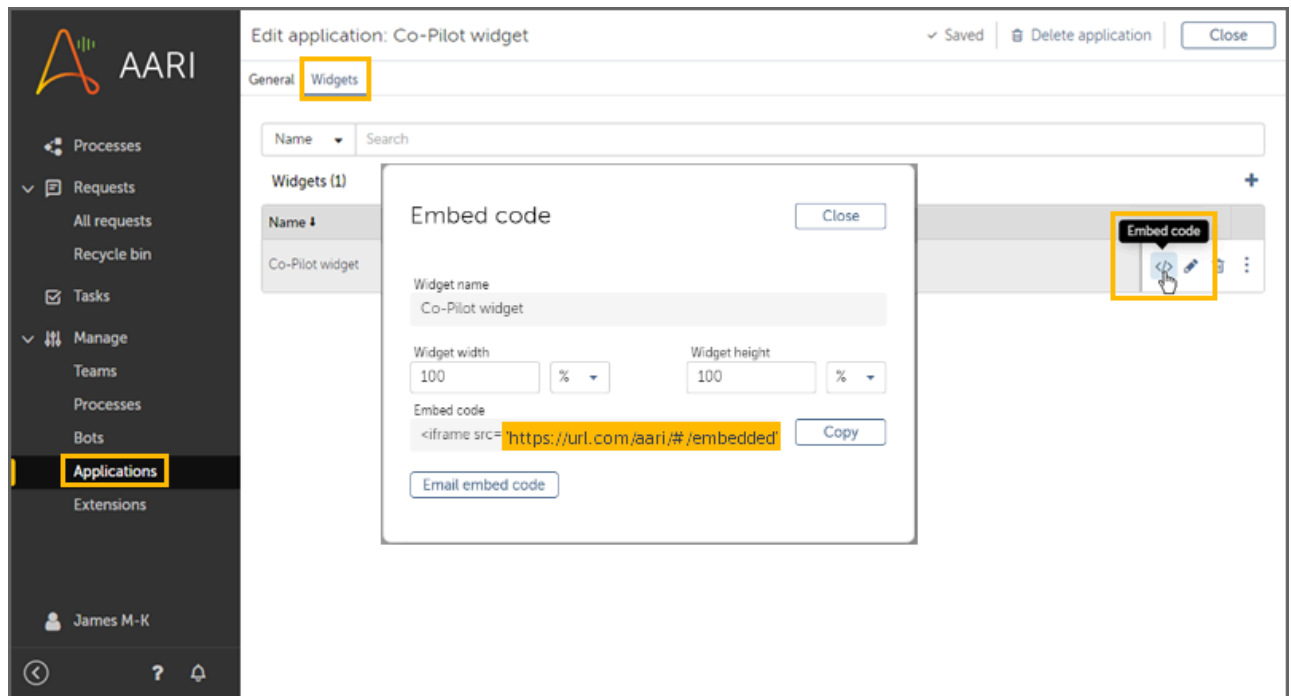 AARI
Processes
Requests
All requests
Recycle bin
Tasks
Manage
Teams
Processes
Bots
Applications
Extensions
James M-K
?
Edit application: Co-Pilot widget
Saved
Delete application
Close
General
Widgets
Name
Search
Widgets (1)
+
Name
Embed code
Co-Pilot widget
</>
Embed code
Close
Widget name
Co-Pilot widget
Widget width
Widget height
100 %
100 %
Embed code
<iframe src='https://url.com/aari/#/embedded'
Copy
Email embed code